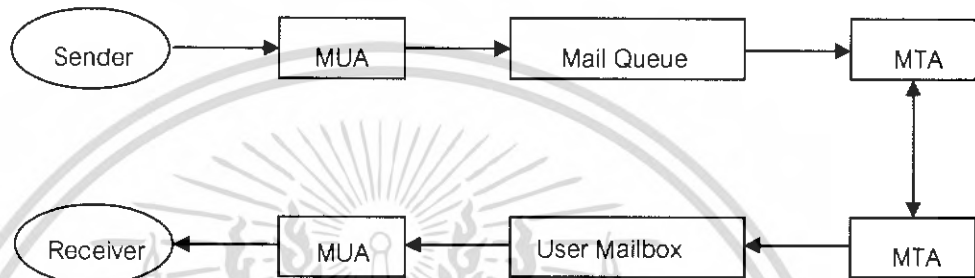 Sender MUA Mail Queue MTA
Receiver MUA User Mailbox MTA